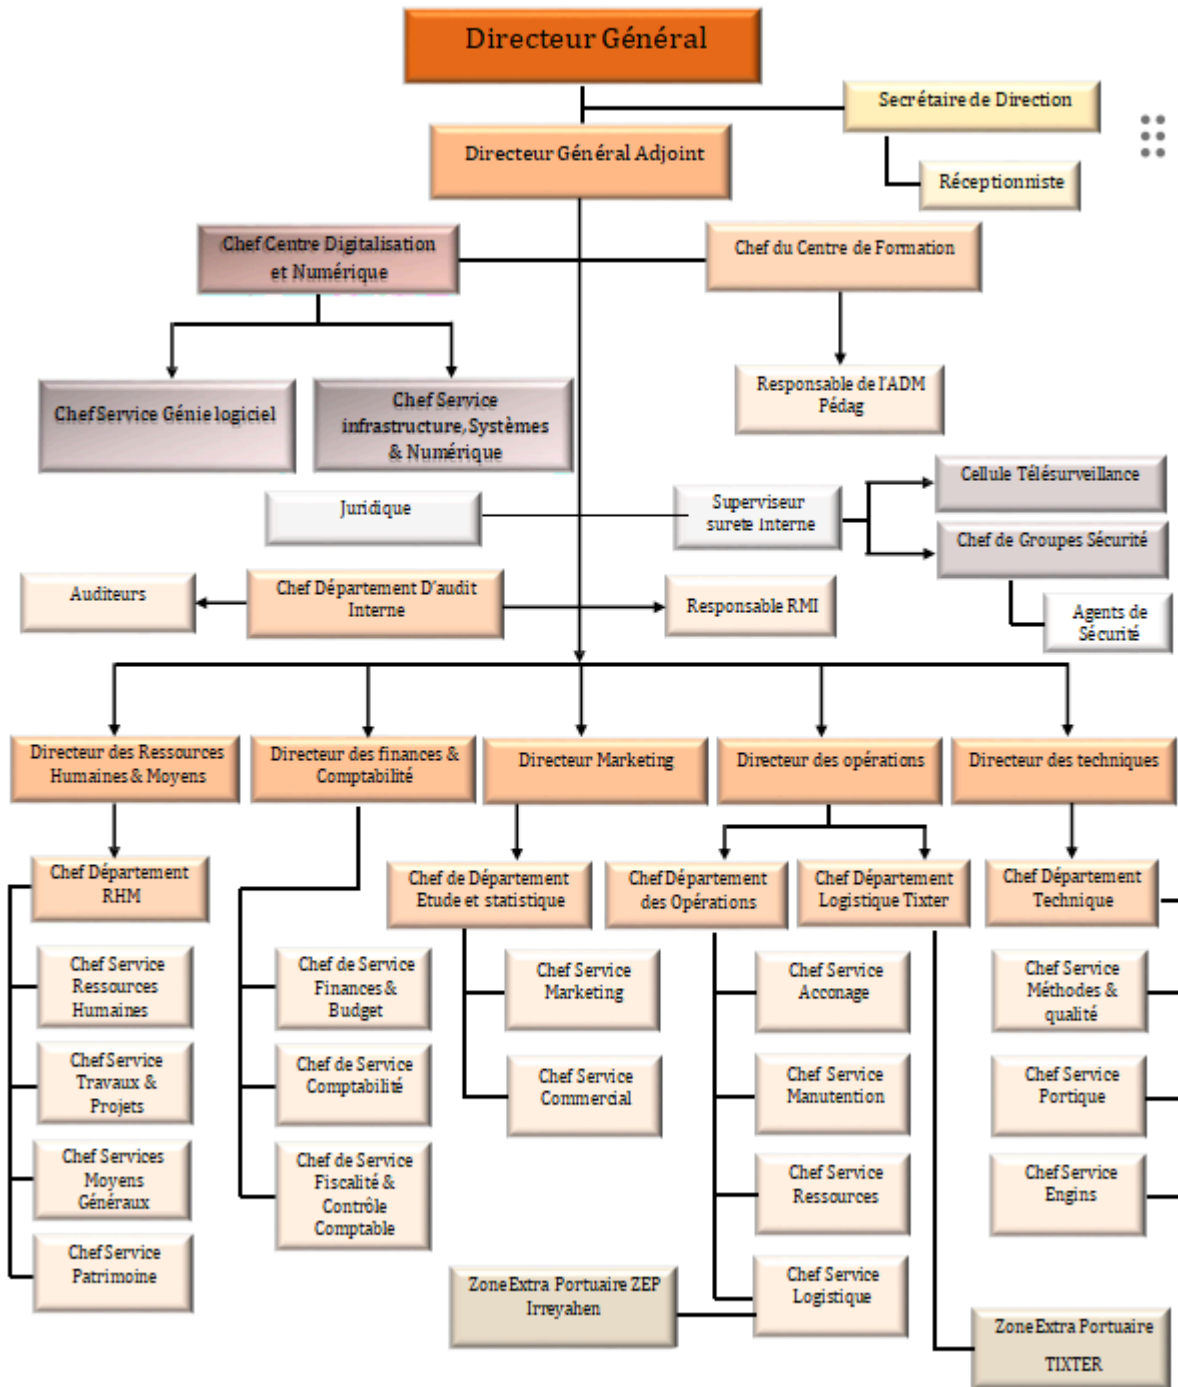 Directeur Général
Secrétaire de Direction
Directeur Général Adjoint
Réceptionniste
Chef Centre Digitalisation
et Numérique
Chef du Centre de Formation
Chef Service Génie logiciel
Chef Service
infrastructure, Systèmes
& Numérique
Responsable de l'ADM
Pédag
Juridique
Superviseur
surete Interne
Cellule Télésurveillance
Chef de Groupes Sécurité
Auditeurs
Chef Département D'audit
Interne
Responsable RMI
Agents de
Sécurité
Directeur des Ressources
Humaines & Moyens
Directeur des finances &
Comptabilité
Directeur Marketing
Directeur des opérations
Directeur des techniques
Chef Département
RHM
Chef de Département
Etude et statistique
Chef Département
des Opérations
Chef Département
Logistique Tixter
Chef Département
Technique
Chef Service
Ressources
Humaines
Chef de Service
Finances &
Budget
Chef Service
Marketing
Chef Service
Acconage
Chef Service
Méthodes &
qualité
Chef Service
Travaux &
Projets
Chef de Service
Comptabilité
Chef Service
Commercial
Chef Service
Manutention
Chef Service
Portique
Chef Services
Moyens
Généraux
Chef de Service
Fiscalité &
Contrôle
Comptable
Chef Service
Ressources
Chef Service
Engins
Chef Service
Patrimoine
Zone Extra Portuaire ZEP
Irreyahen
Chef Service
Logistique
Zone Extra Portuaire
TIXTER